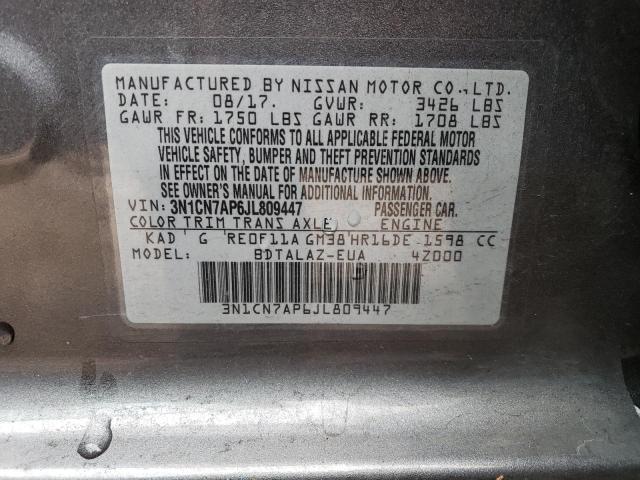 MANUFACTURED BY NISSAN MOTOR CO., LTD.
DATE: 08/17. GVWR: 3426 LBS
GAWR FR: 1750 LBS GAWR RR: 1708 LBS
THIS VEHICLE CONFORMS TO ALL APPLICABLE FEDERAL MOTOR
VEHICLE SAFETY, BUMPER AND THEFT PREVENTION STANDARDS
IN EFFECT ON THE DATE OF MANUFACTURE SHOWN ABOVE.
SEE OWNER'S MANUAL FOR ADDITIONAL INFORMATION.
VIN: 3N1CN7AP6JL809447 PASSENGER CAR.
COLOR TRIM TRANS AXLE ENGINE
KAD G RE0F11A GM38 HR16DE 1598 CC
MODEL: BDTALAZ-EUA 4Z000
3N1CN7AP6JL809447